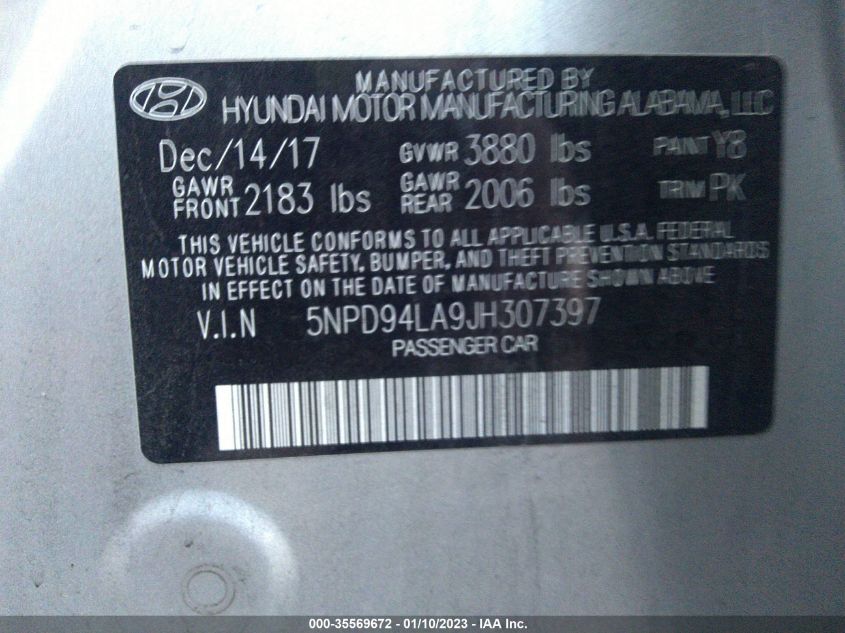 MANUFACTURED BY
HYUNDAI MOTOR MANUFACTURING ALABAMA, LLC
Dec/14/17 GVWR 3880 lbs PAINT Y8
GAWR FRONT 2183 lbs GAWR REAR 2006 lbs TRIM PK
THIS VEHICLE CONFORMS TO ALL APPLICABLE U.S.A. FEDERAL
MOTOR VEHICLE SAFETY, BUMPER, AND THEFT PREVENTION STANDARDS
IN EFFECT ON THE DATE OF MANUFACTURE SHOWN ABOVE
V.I.N 5NPD94LA9JH307397
PASSENGER CAR
000-35569672 - 01/10/2023 - IAA Inc.